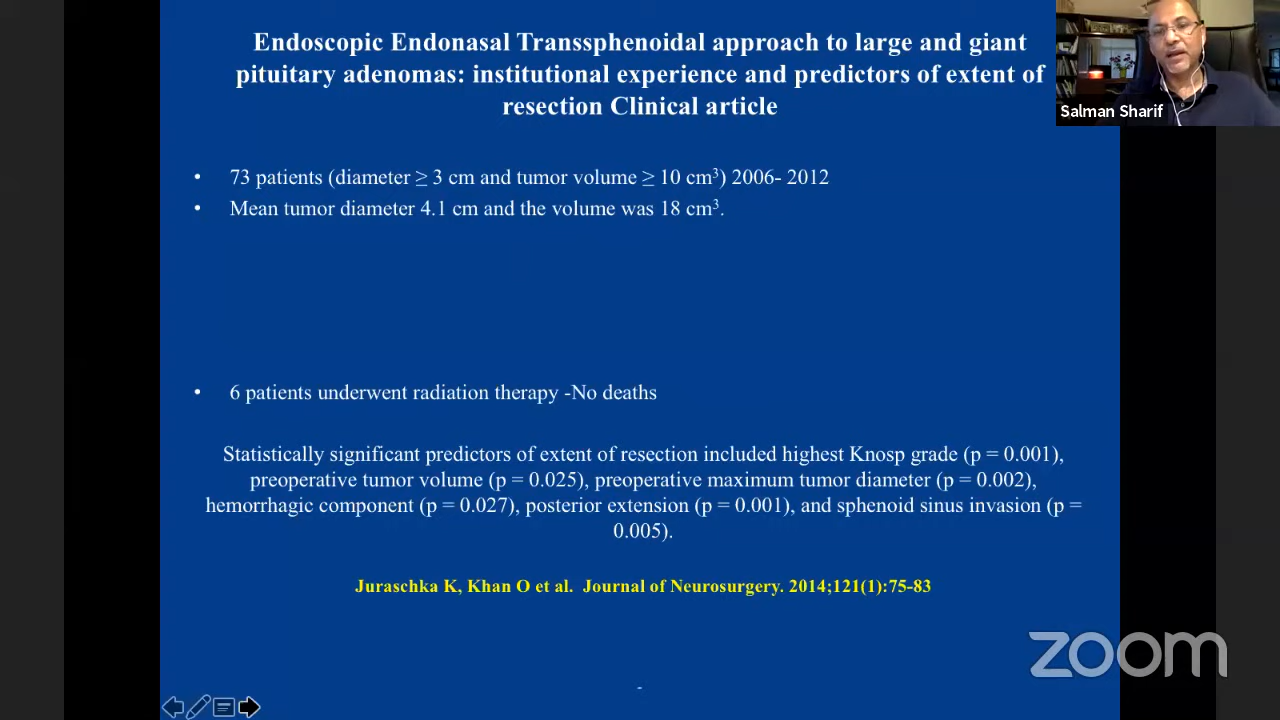 Endoscopic Endonasal Transsphenoidal approach to large and giant
pituitary adenomas: institutional experience and predictors of extent of
resection Clinical article
Salman Sharif
• 73 patients (diameter ≥ 3 cm and tumor volume ≥ 10 cm³) 2006- 2012
• Mean tumor diameter 4.1 cm and the volume was 18 cm³.
• 6 patients underwent radiation therapy -No deaths
Statistically significant predictors of extent of resection included highest Knosp grade (p = 0.001),
preoperative tumor volume (p = 0.025), preoperative maximum tumor diameter (p = 0.002),
hemorrhagic component (p = 0.027), posterior extension (p = 0.001), and sphenoid sinus invasion (p =
0.005).
Juraschka K, Khan O et al. Journal of Neurosurgery. 2014;121(1):75-83
zoom
-